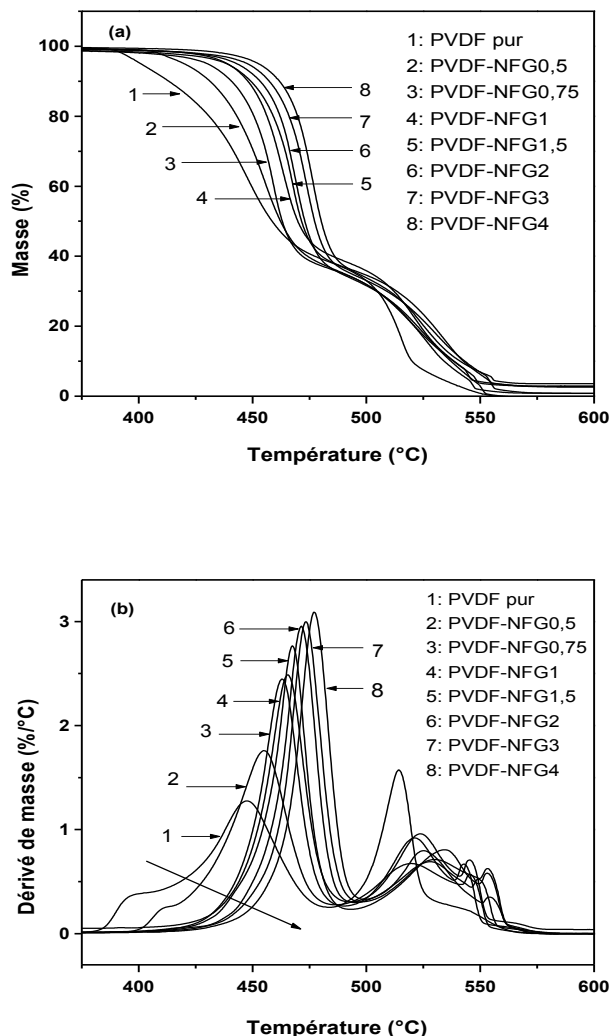 (a)
1: PVDF pur
2: PVDF-NFG0,5
3: PVDF-NFG0,75
4: PVDF-NFG1
5: PVDF-NFG1,5
6: PVDF-NFG2
7: PVDF-NFG3
8: PVDF-NFG4
1
2
3
4
8
7
6
5
100
80
60
40
20
0
Masse (%)
400
450
500
550
600
Température (°C)
(b)
1: PVDF pur
2: PVDF-NFG0,5
3: PVDF-NFG0,75
4: PVDF-NFG1
5: PVDF-NFG1,5
6: PVDF-NFG2
7: PVDF-NFG3
8: PVDF-NFG4
6
5
4
3
2
1
7
8
3
2
1
0
Dérivé de masse (%/°C)
400
450
500
550
600
Température (°C)